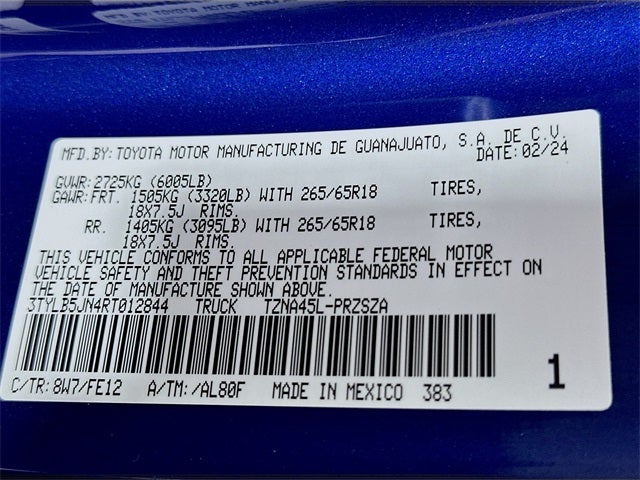 MFD.BY:TOYOTA MOTOR MANUFACTURING DE GUANAJUATO, S.A. DE C.V.
DATE:02/24
GVWR:2725KG (6005LB)
GAWR:FRT. 1505KG (3320LB) WITH 265/65R18 TIRES,
18X7.5J RIMS.
RR. 1405KG (3095LB) WITH 265/65R18 TIRES,
18X7.5J RIMS.
THIS VEHICLE CONFORMS TO ALL APPLICABLE FEDERAL MOTOR
VEHICLE SAFETY AND THEFT PREVENTION STANDARDS IN EFFECT ON
THE DATE OF MANUFACTURE SHOWN ABOVE.
3TYLB5JN4RT012844 TRUCK TZNA45L-PRZSZA
C/TR:8W7/FE12 A/TM:/AL80F MADE IN MEXICO 383
1